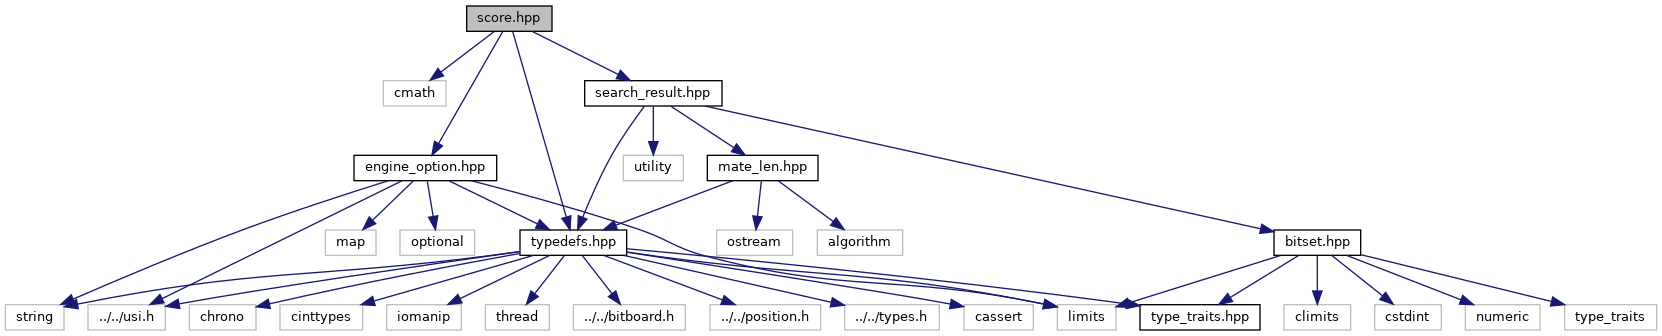 score.hpp
cmath
search_result.hpp
engine_option.hpp
utility
mate_len.hpp
map
optional
typedefs.hpp
ostream
algorithm
bitset.hpp
string
../../usi.h
chrono
cinttypes
iomanip
thread
../../bitboard.h
../../position.h
../../types.h
cassert
limits
type_traits.hpp
climits
cstdint
numeric
type_traits